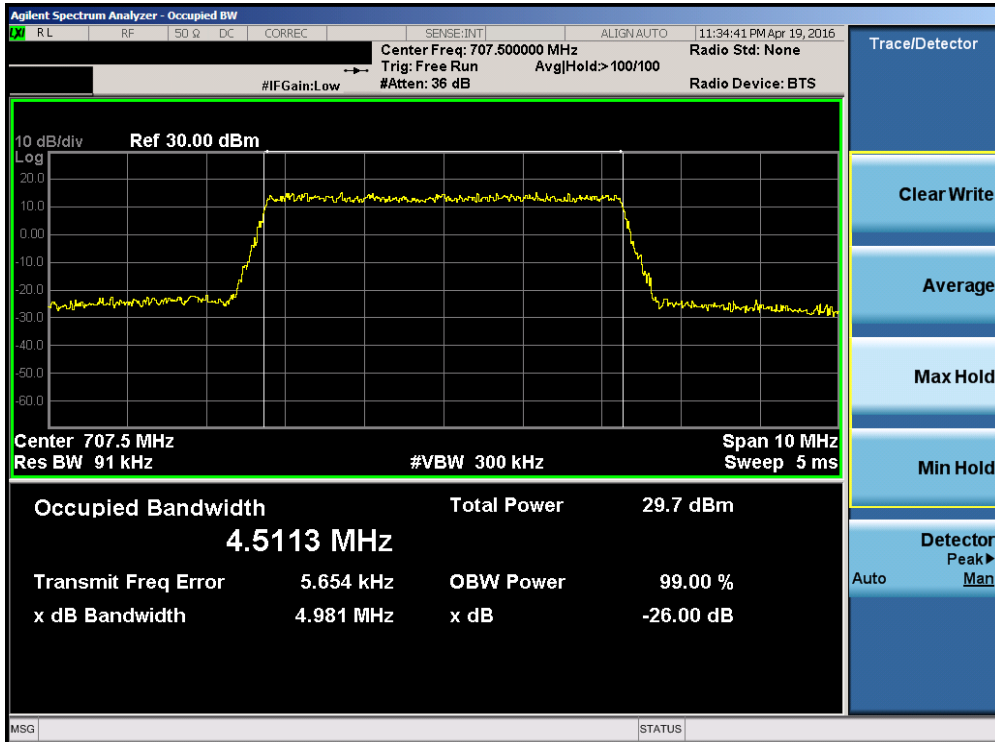 Agilent Spectrum Analyzer - Occupied BW
LXI RL RF 50 Ω DC CORREC SENSE:INT ALIGN AUTO 11:34:41 PM Apr 19, 2016
Center Freq: 707.500000 MHz Radio Std: None
Trig: Free Run Avg|Hold:> 100/100
#IFGain:Low #Atten: 36 dB Radio Device: BTS
Trace/Detector
10 dB/div Ref 30.00 dBm
Log
20.0
10.0
0.00
-10.0
-20.0
-30.0
-40.0
-50.0
-60.0
Center 707.5 MHz Span 10 MHz
Res BW 91 kHz #VBW 300 kHz Sweep 5 ms
Occupied Bandwidth Total Power 29.7 dBm
4.5113 MHz
Transmit Freq Error 5.654 kHz OBW Power 99.00 %
x dB Bandwidth 4.981 MHz x dB -26.00 dB
Clear Write
Average
Max Hold
Min Hold
Detector
Peak▶
Auto Man
MSG STATUS